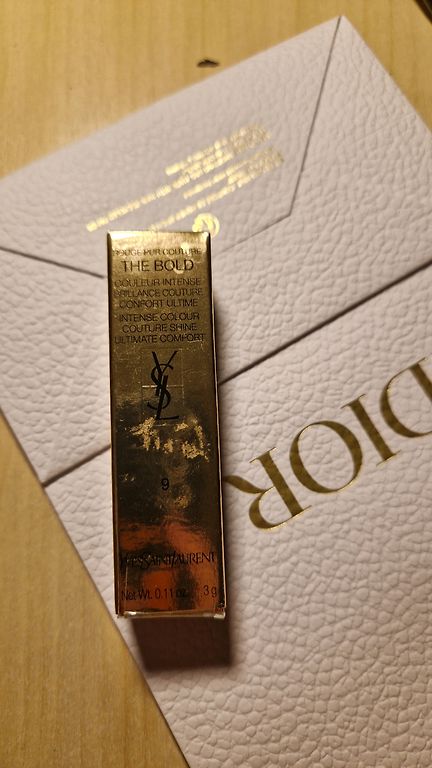 ROUGE PUR COUTURE
THE BOLD
COULEUR INTENSE
BRILLANCE COUTURE
CONFORT ULTIME
INTENSE COLOUR
COUTURE SHINE
ULTIMATE COMFORT
YSL
9
YVES SAINT LAURENT
Net Wt. 0.11 oz. 3 g
DIOR